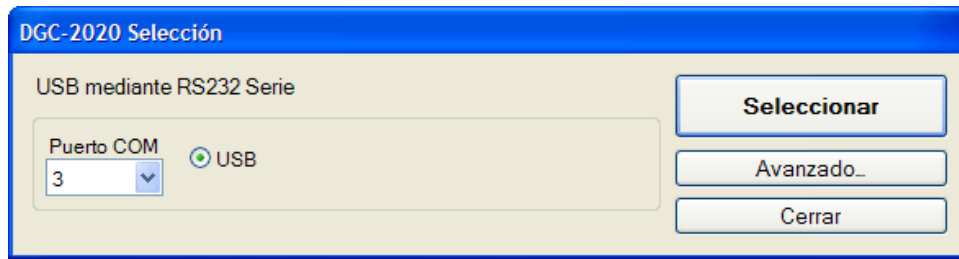 DGC-2020 Selección
USB mediante RS232 Serie
Puerto COM
3
USB
Seleccionar
Avanzado...
Cerrar